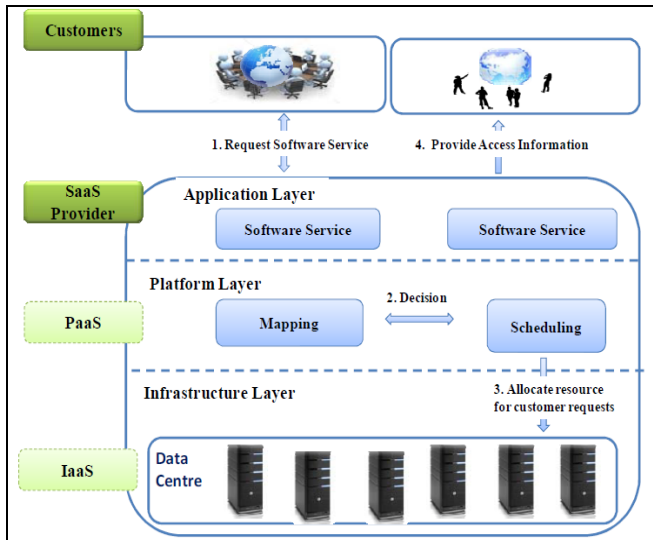 Customers
1. Request Software Service
4. Provide Access Information
SaaS
Provider
Application Layer
Software Service
Software Service
Platform Layer
PaaS
Mapping
2. Decision
Scheduling
Infrastructure Layer
3. Allocate resource
for customer requests
IaaS
Data
Centre